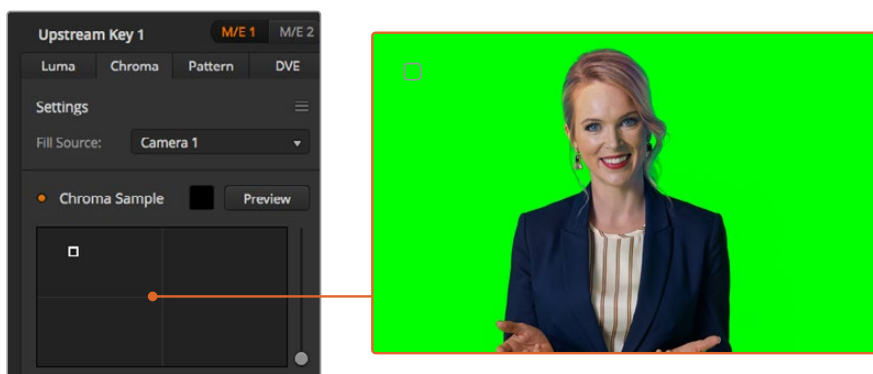 Upstream Key 1 M/E 1 M/E 2
Luma Chroma Pattern DVE
Settings
Fill Source: Camera 1
Chroma Sample Preview